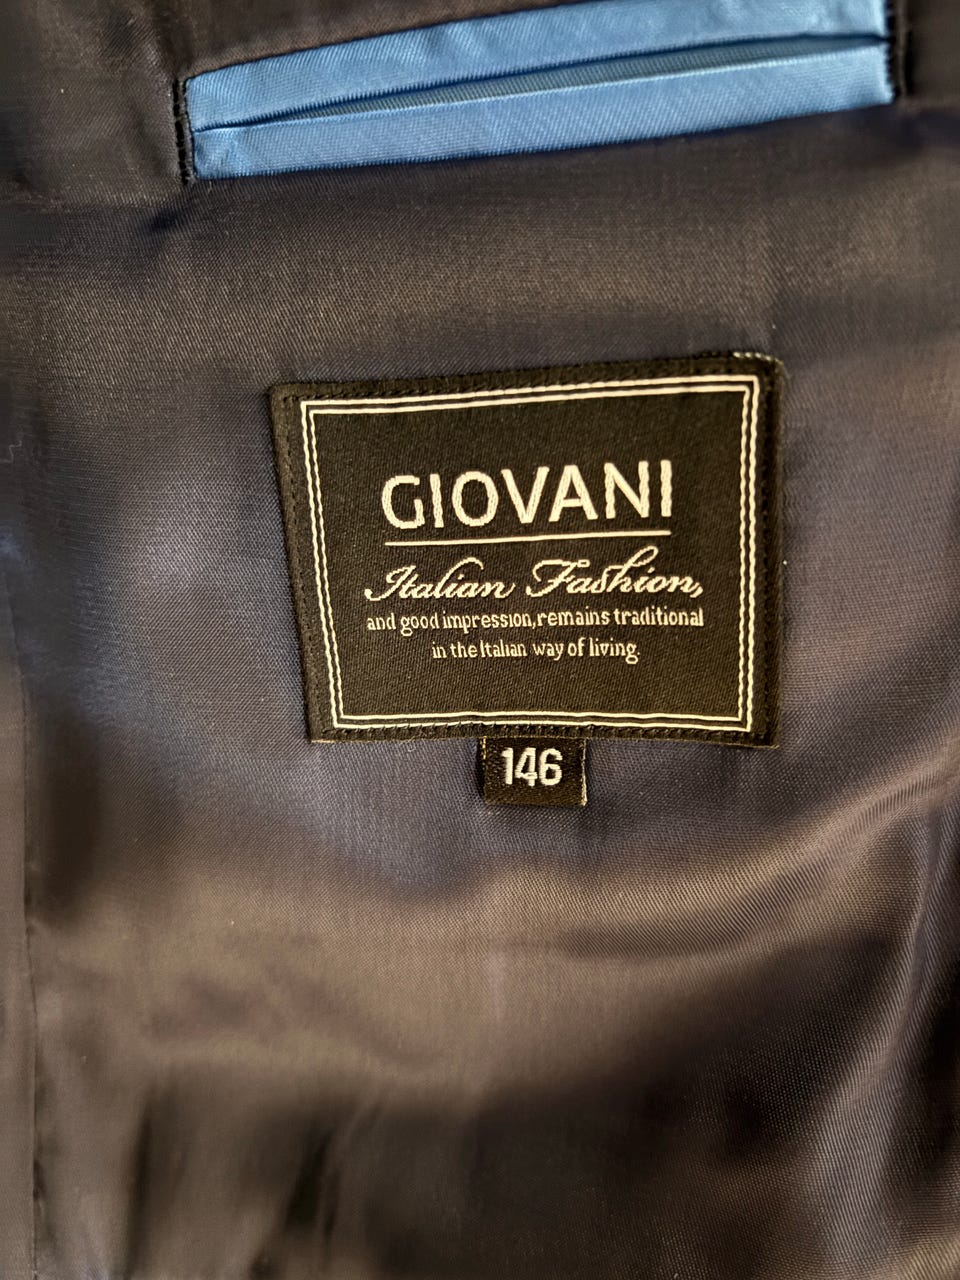 GIOVANI
Italian Fashion,
and good impression, remains traditional
in the Italian way of living.
146